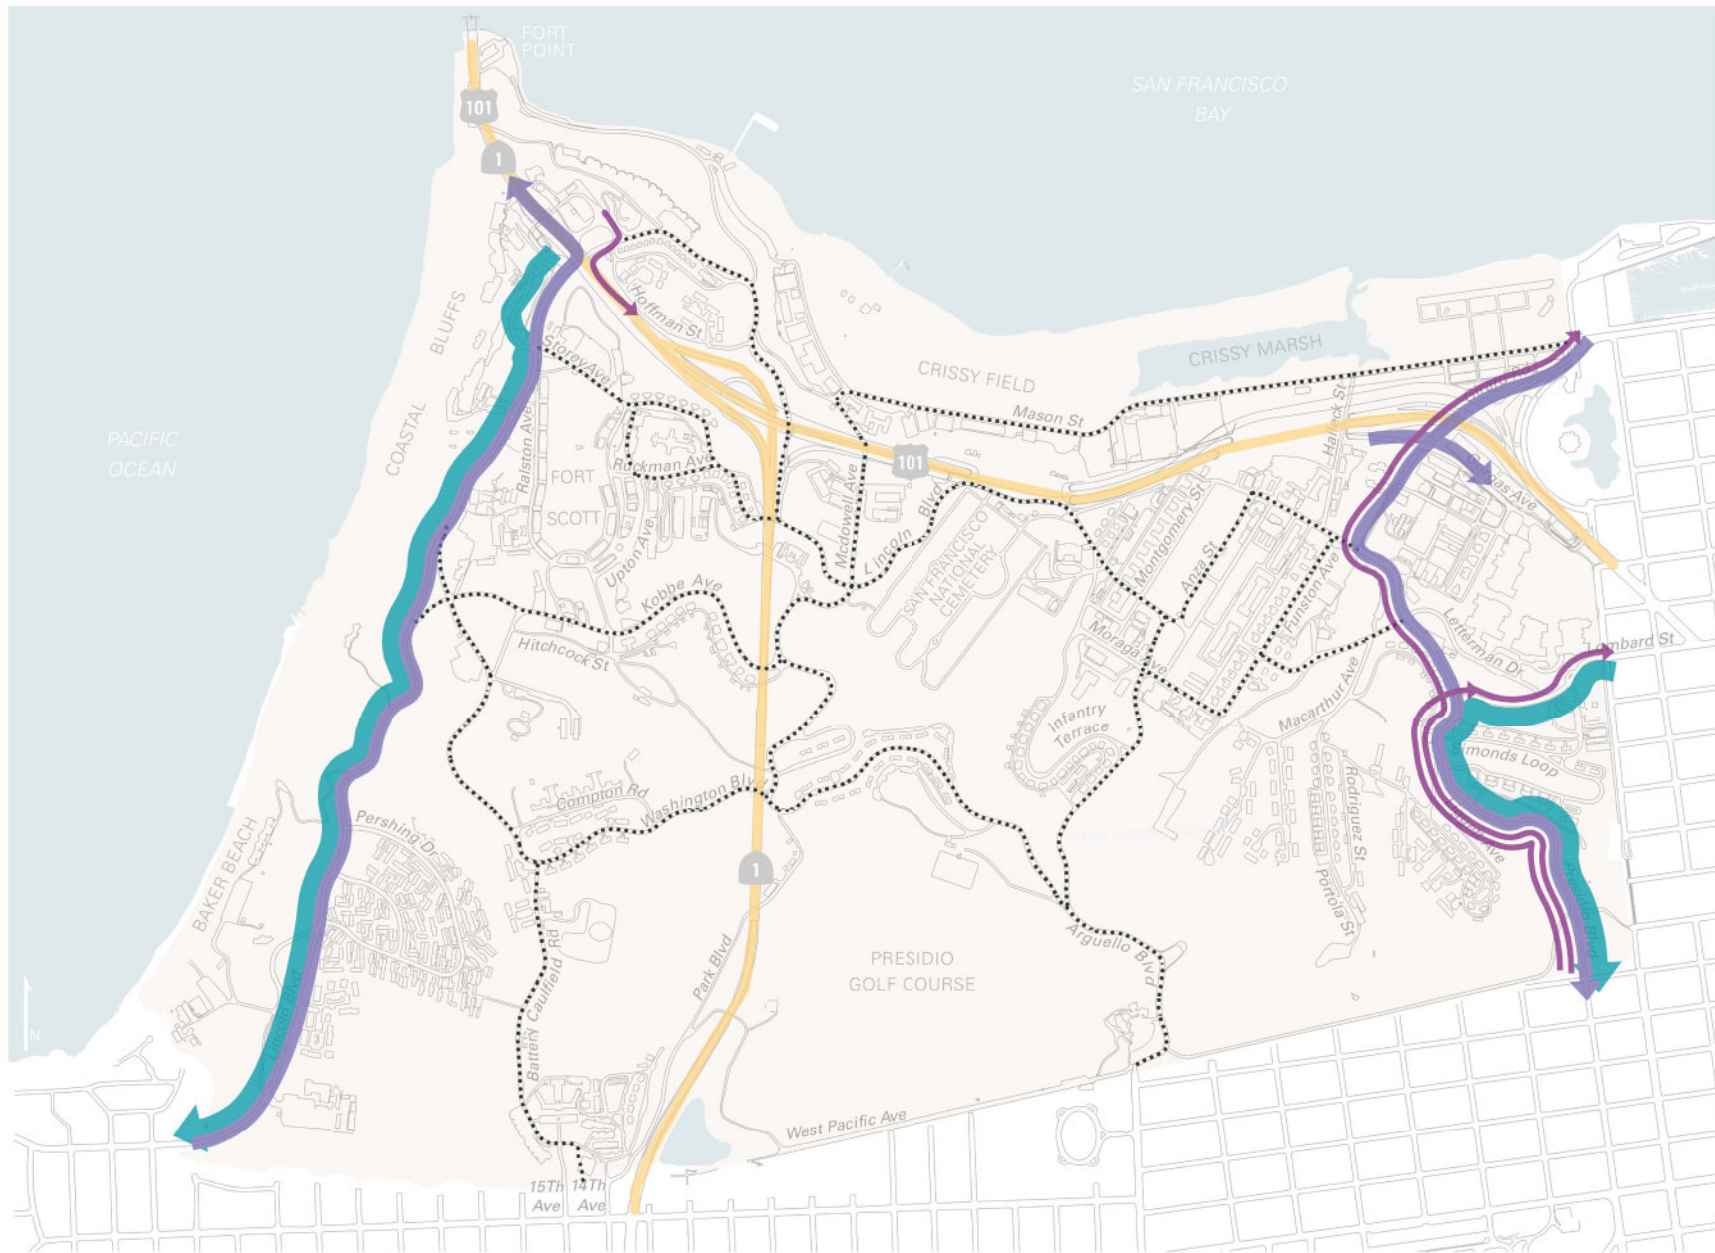 FORT
POINT
SAN FRANCISCO
BAY
101
1
Hoffman St
BLUFFS
COASTAL
Storey Ave
CRISSY MARSH
CRISSY FIELD
Mason St
Halleck St
PACIFIC
OCEAN
Ralston Ave
Ruckman Ave
FORT
SCOTT
101
Upton Ave
Mcdowell Ave
Lincoln Blvd
SAN FRANCISCO
NATIONAL
CEMETERY
Montgomery St
Anza St
Funston Ave
Kobbe Ave
Hitchcock St
Moraga Ave
Letterman Dr
Lombard St
Macarthur Ave
Infantry
Terrace
Simonds Loop
Compton Rd
Washington Blvd
Rodriguez St
Portola St
Pershing Dr
BAKER BEACH
1
Presidio Blvd
Arguello Blvd
PRESIDIO
GOLF COURSE
Park Blvd
Battery Caulfield Rd
Lincoln Blvd
N
West Pacific Ave
15Th
Ave
14Th
Ave